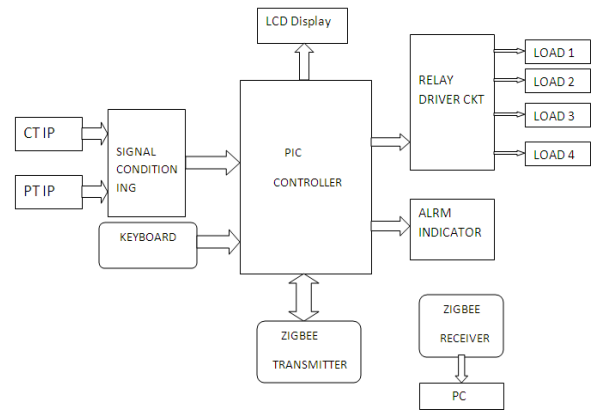 LCD Display
LOAD 1
LOAD 2
LOAD 3
LOAD 4
RELAY
DRIVER CKT
CT IP
PT IP
SIGNAL
CONDITION
ING
PIC
CONTROLLER
KEYBOARD
ALRM
INDICATOR
ZIGBEE
TRANSMITTER
ZIGBEE
RECEIVER
PC